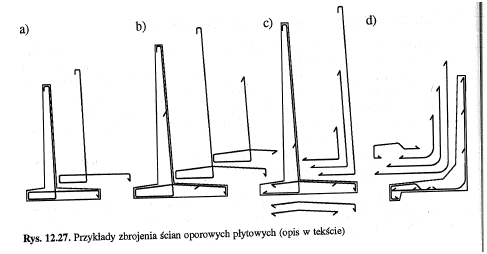 a)
b)
c)
d)
Rys. 12.27. Przykłady zbrojenia ścian oporowych płytowych (opis w tekście)